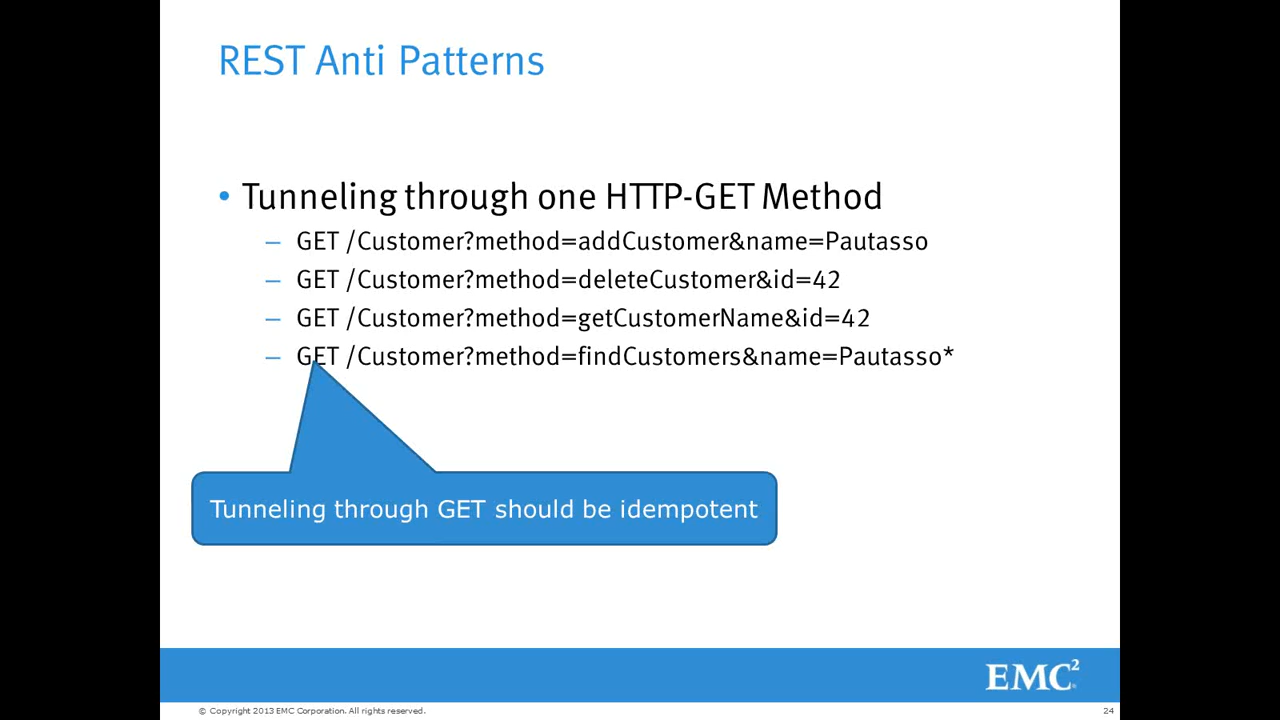 REST Anti Patterns
• Tunneling through one HTTP-GET Method
– GET /Customer?method=addCustomer&name=Pautasso
– GET /Customer?method=deleteCustomer&id=42
– GET /Customer?method=getCustomerName&id=42
– GET /Customer?method=findCustomers&name=Pautasso*
Tunneling through GET should be idempotent
EMC²
© Copyright 2013 EMC Corporation. All rights reserved.
24